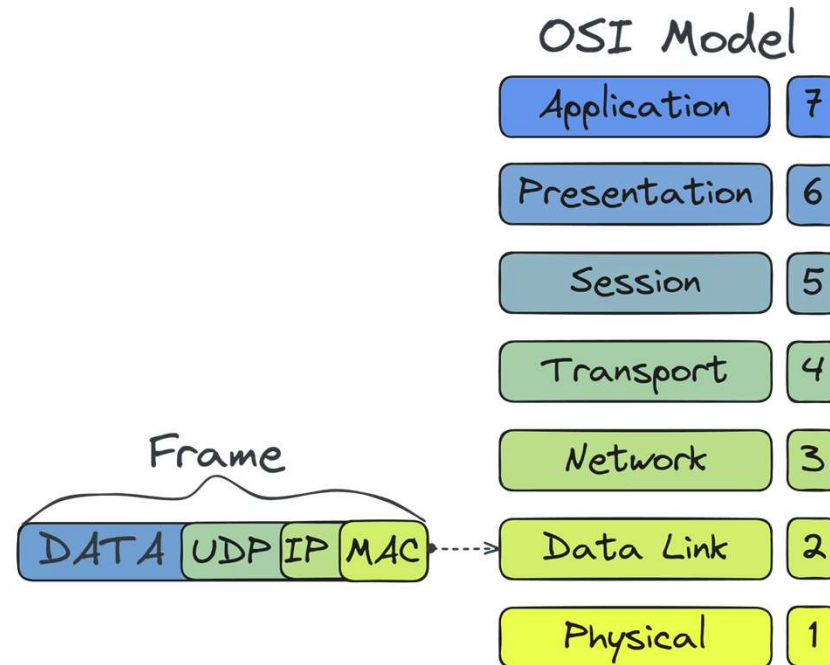 OSI Model
Application 7
Presentation 6
Session 5
Transport 4
Network 3
Frame
DATA UDP IP MAC Data Link 2
Physical 1